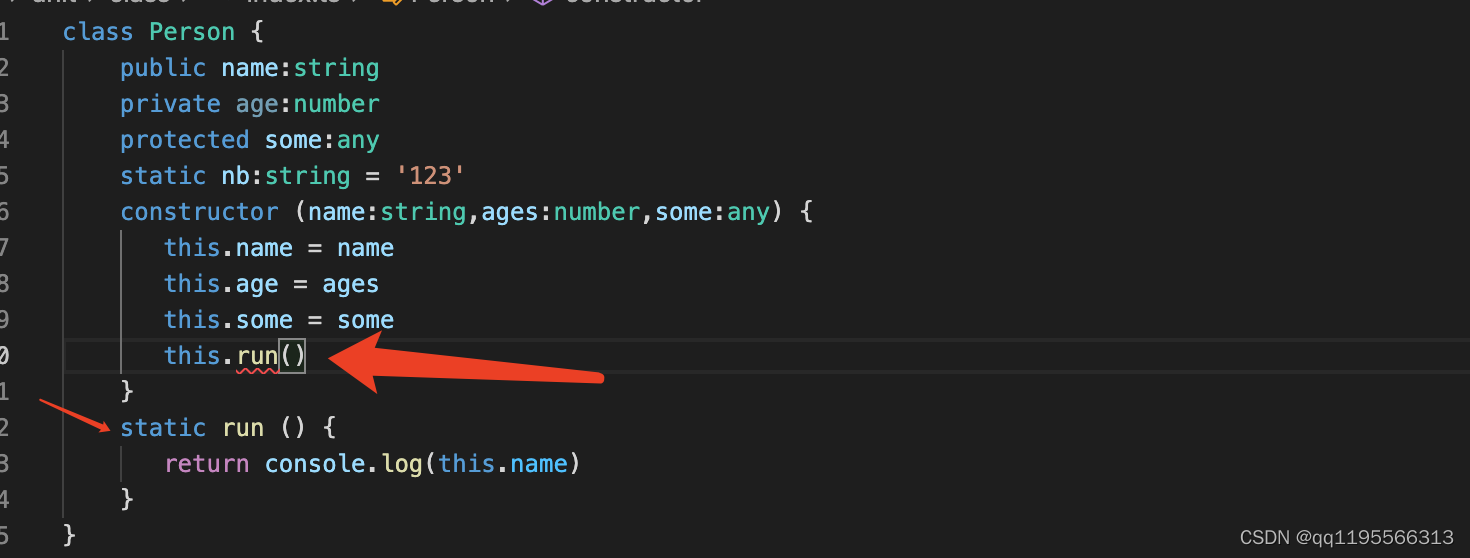 class Person {
1
public name:string
2
private age:number
3
protected some:any
4
static nb:string = '123'
5
constructor (name:string,ages:number,some:any) {
6
this.name = name
7
this.age = ages
8
this.some = some
9
this.run()
0
}
1
static run () {
2
return console.log(this.name)
3
}
4
}
5
CSDN @qq1195566313